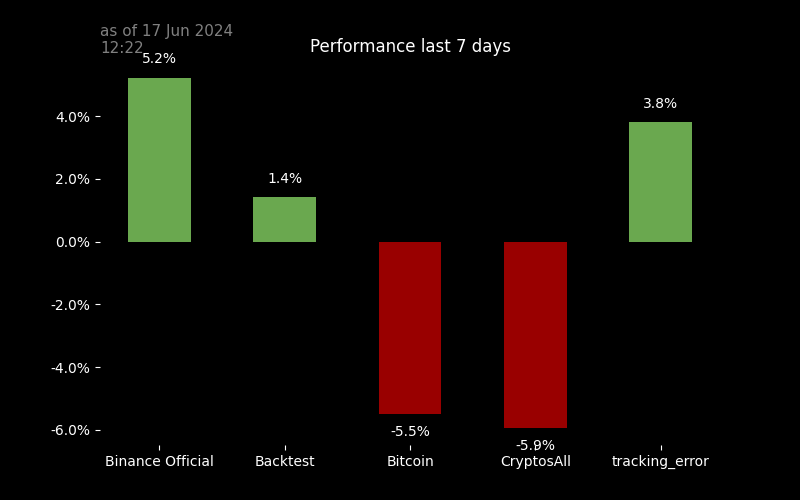 as of 17 Jun 2024
12:22
Performance last 7 days
5.2%
1.4%
-5.5%
-5.9%
3.8%
4.0%
2.0%
0.0%
-2.0%
-4.0%
-6.0%
Binance Official
Backtest
Bitcoin
CryptosAll
tracking_error